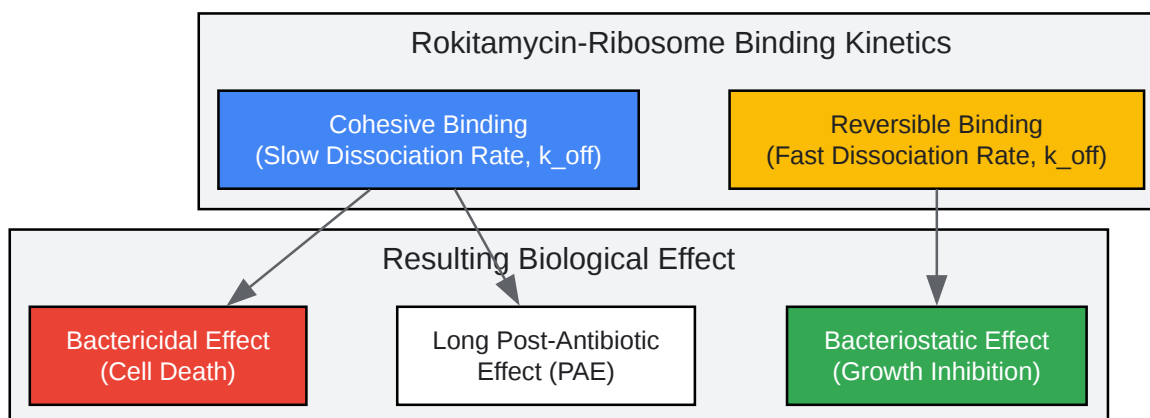 Rokitamycin-Ribosome Binding Kinetics
Cohesive Binding
(Slow Dissociation Rate, k_off)
Reversible Binding
(Fast Dissociation Rate, k_off)
Resulting Biological Effect
Bactericidal Effect
(Cell Death)
Long Post-Antibiotic
Effect (PAE)
Bacteriostatic Effect
(Growth Inhibition)